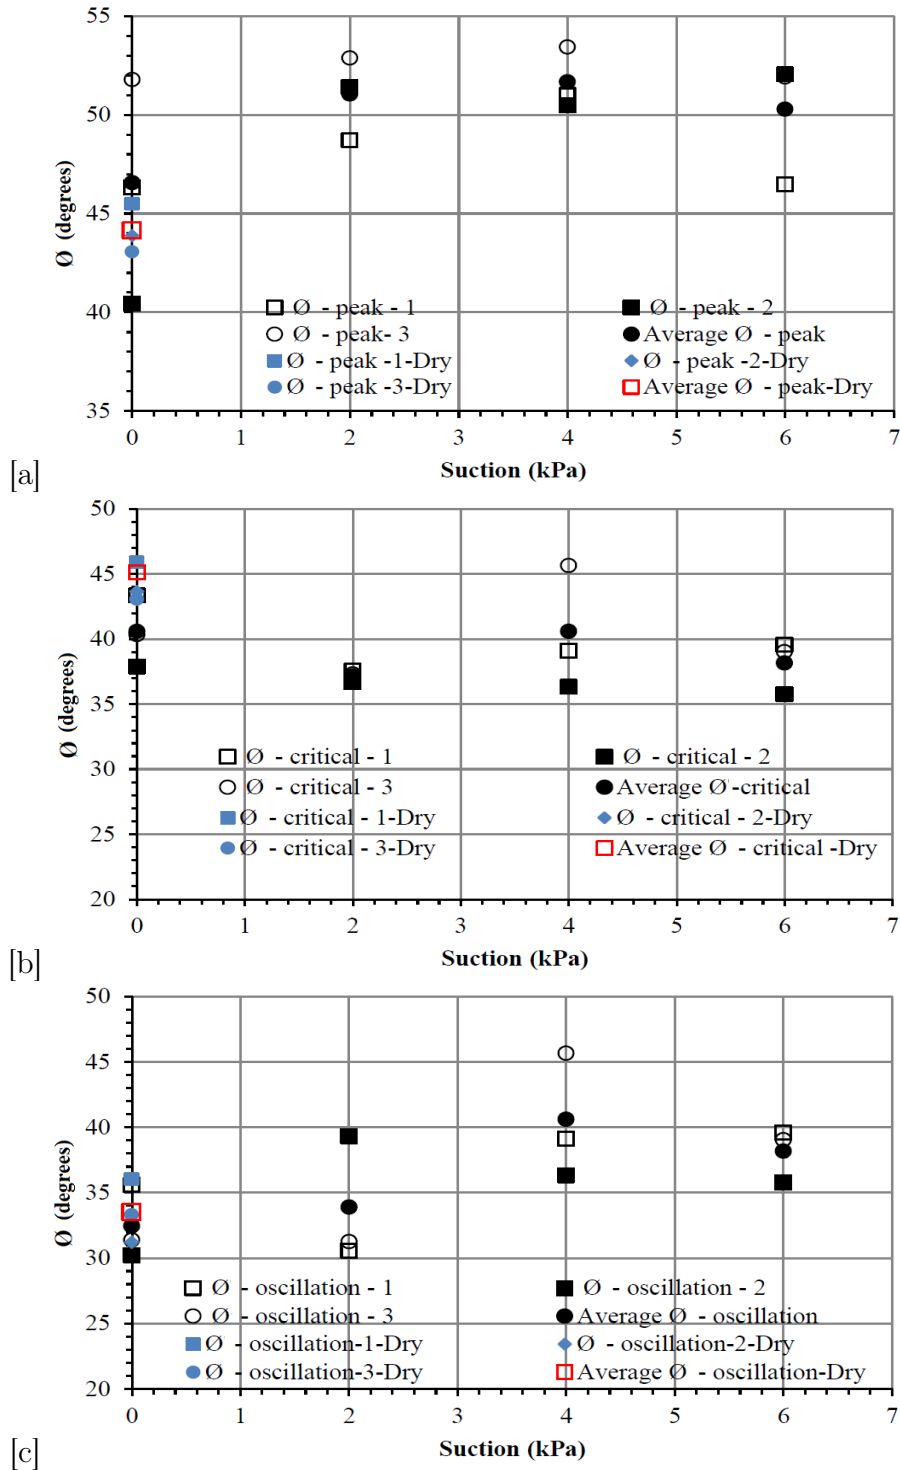 55
50
45
40
35
Ø (degrees)
Ø - peak - 1
Ø - peak - 2
Ø - peak- 3
Average Ø - peak
Ø - peak -1-Dry
Ø - peak -2-Dry
Ø - peak -3-Dry
Average Ø - peak-Dry
0 1 2 3 4 5 6 7
Suction (kPa)
[a]
50
45
40
35
30
25
20
Ø (degrees)
Ø - critical - 1
Ø - critical - 2
Ø - critical - 3
Average Ø -critical
Ø - critical - 1-Dry
Ø - critical - 2-Dry
Ø - critical - 3-Dry
Average Ø - critical -Dry
0 1 2 3 4 5 6 7
Suction (kPa)
[b]
50
45
40
35
30
25
20
Ø (degrees)
Ø - oscillation - 1
Ø - oscillation - 2
Ø - oscillation - 3
Average Ø - oscillation
Ø - oscillation-1-Dry
Ø - oscillation-2-Dry
Ø - oscillation-3-Dry
Average Ø - oscillation-Dry
0 1 2 3 4 5 6 7
Suction (kPa)
[c]